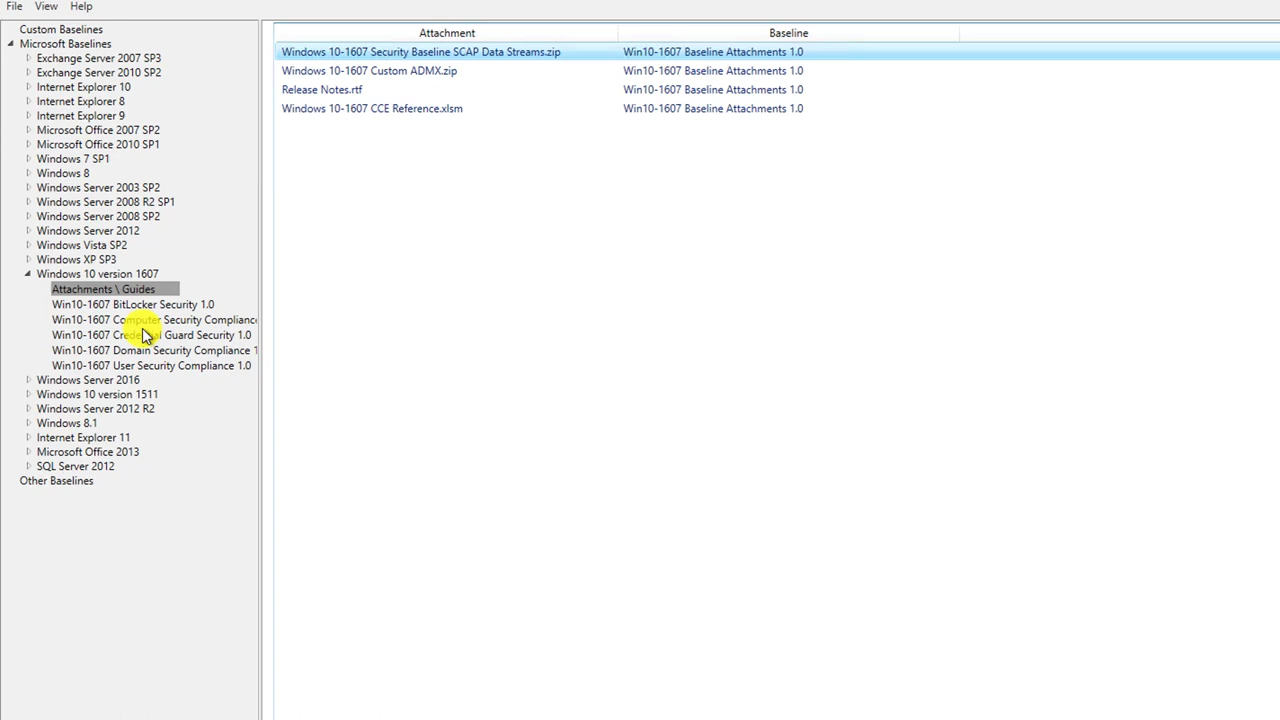 File View Help
Custom Baselines
Microsoft Baselines
Exchange Server 2007 SP3
Exchange Server 2010 SP2
Internet Explorer 10
Internet Explorer 8
Internet Explorer 9
Microsoft Office 2007 SP2
Microsoft Office 2010 SP1
Windows 7 SP1
Windows 8
Windows Server 2003 SP2
Windows Server 2008 R2 SP1
Windows Server 2008 SP2
Windows Server 2012
Windows Vista SP2
Windows XP SP3
Windows 10 version 1607
Attachments \ Guides
Win10-1607 BitLocker Security 1.0
Win10-1607 Computer Security Compliance
Win10-1607 Credential Guard Security 1.0
Win10-1607 Domain Security Compliance 1
Win10-1607 User Security Compliance 1.0
Windows Server 2016
Windows 10 version 1511
Windows Server 2012 R2
Windows 8.1
Internet Explorer 11
Microsoft Office 2013
SQL Server 2012
Other Baselines
Attachment Baseline
Windows 10-1607 Security Baseline SCAP Data Streams.zip Win10-1607 Baseline Attachments 1.0
Windows 10-1607 Custom ADMX.zip Win10-1607 Baseline Attachments 1.0
Release Notes.rtf Win10-1607 Baseline Attachments 1.0
Windows 10-1607 CCE Reference.xlsm Win10-1607 Baseline Attachments 1.0